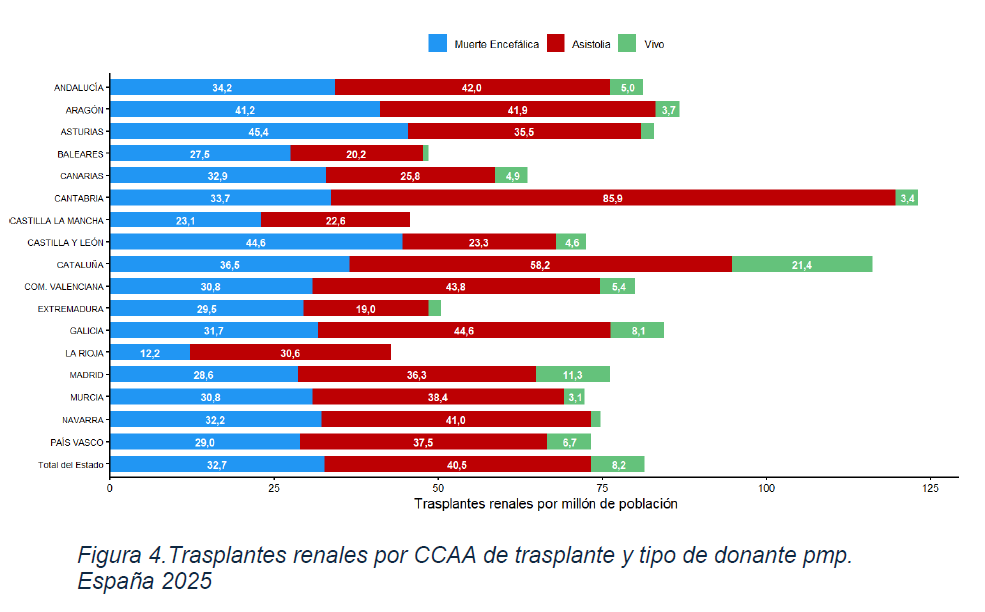 Muerte Encefálica Asistolia Vivo
ANDALUCÍA 34,2 42,0 5,0
ARAGÓN 41,2 41,9 3,7
ASTURIAS 45,4 35,5
BALEARES 27,5 20,2
CANARIAS 32,9 25,8 4,9
CANTABRIA 33,7 85,9 3,4
CASTILLA LA MANCHA 23,1 22,6
CASTILLA Y LEÓN 44,6 23,3 4,6
CATALUÑA 36,5 58,2 21,4
COM. VALENCIANA 30,8 43,8 5,4
EXTREMADURA 29,5 19,0
GALICIA 31,7 44,6 8,1
LA RIOJA 12,2 30,6
MADRID 28,6 36,3 11,3
MURCIA 30,8 38,4 3,1
NAVARRA 32,2 41,0
PAÍS VASCO 29,0 37,5 6,7
Total del Estado 32,7 40,5 8,2
0 25 50 75 100 125
Trasplantes renales por millón de población
Figura 4.Trasplantes renales por CCAA de trasplante y tipo de donante pmp.
España 2025